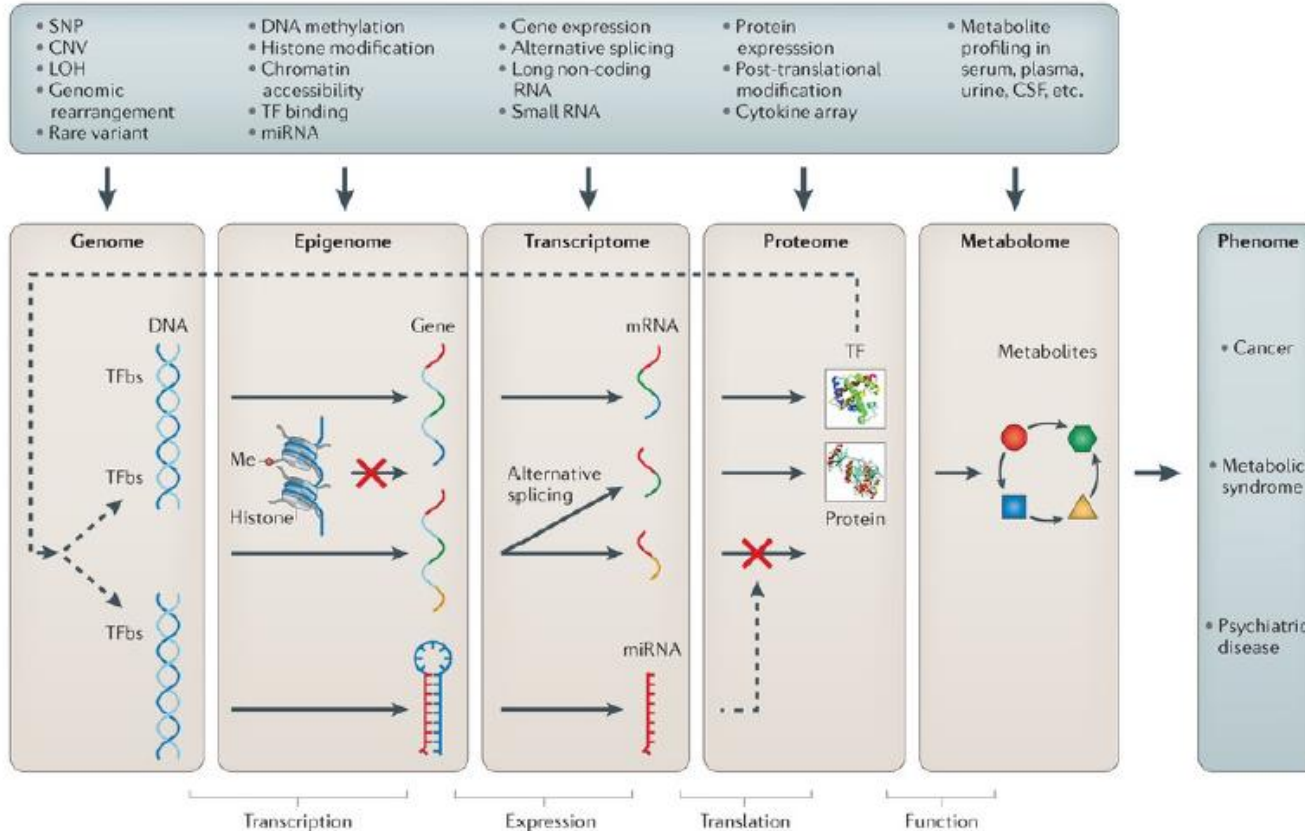 • SNP
• CNV
• LOH
• Genomic
rearrangement
• Rare variant
• DNA methylation
• Histone modification
• Chromatin
accessibility
• TF binding
• miRNA
• Gene expression
• Alternative splicing
• Long non-coding
RNA
• Small RNA
• Protein
expresssion
• Post-translational
modification
• Cytokine array
• Metabolite
profiling in
serum, plasma,
urine, CSF, etc.
Genome
Epigenome
Transcriptome
Proteome
Metabolome
Phenome
DNA
TFbs
TFbs
TFbs
Gene
Me
Histone
mRNA
Alternative
splicing
miRNA
TF
Protein
Metabolites
• Cancer
• Metabolic
syndrome
• Psychiatric
disease
Transcription
Expression
Translation
Function